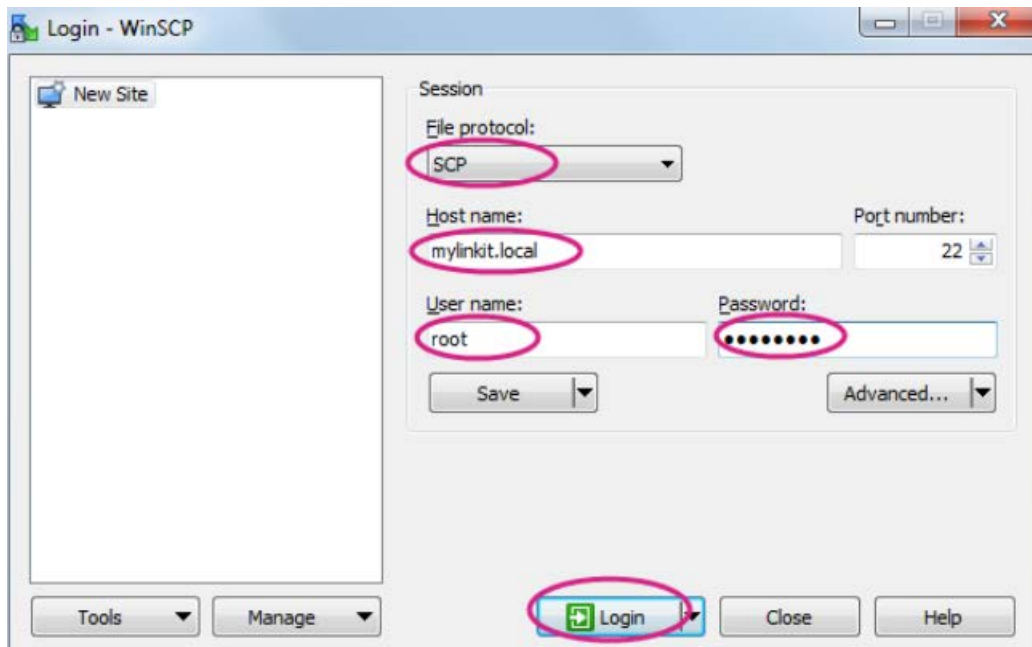 Login - WinSCP
New Site
Session
File protocol:
SCP
Host name: Port number:
mylinkit.local 22
User name: Password:
root ••••••••
Save Advanced...
Tools Manage Login Close Help